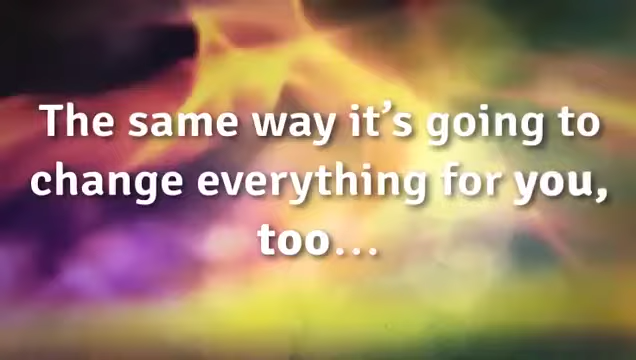 The same way it’s going to
change everything for you,
too...